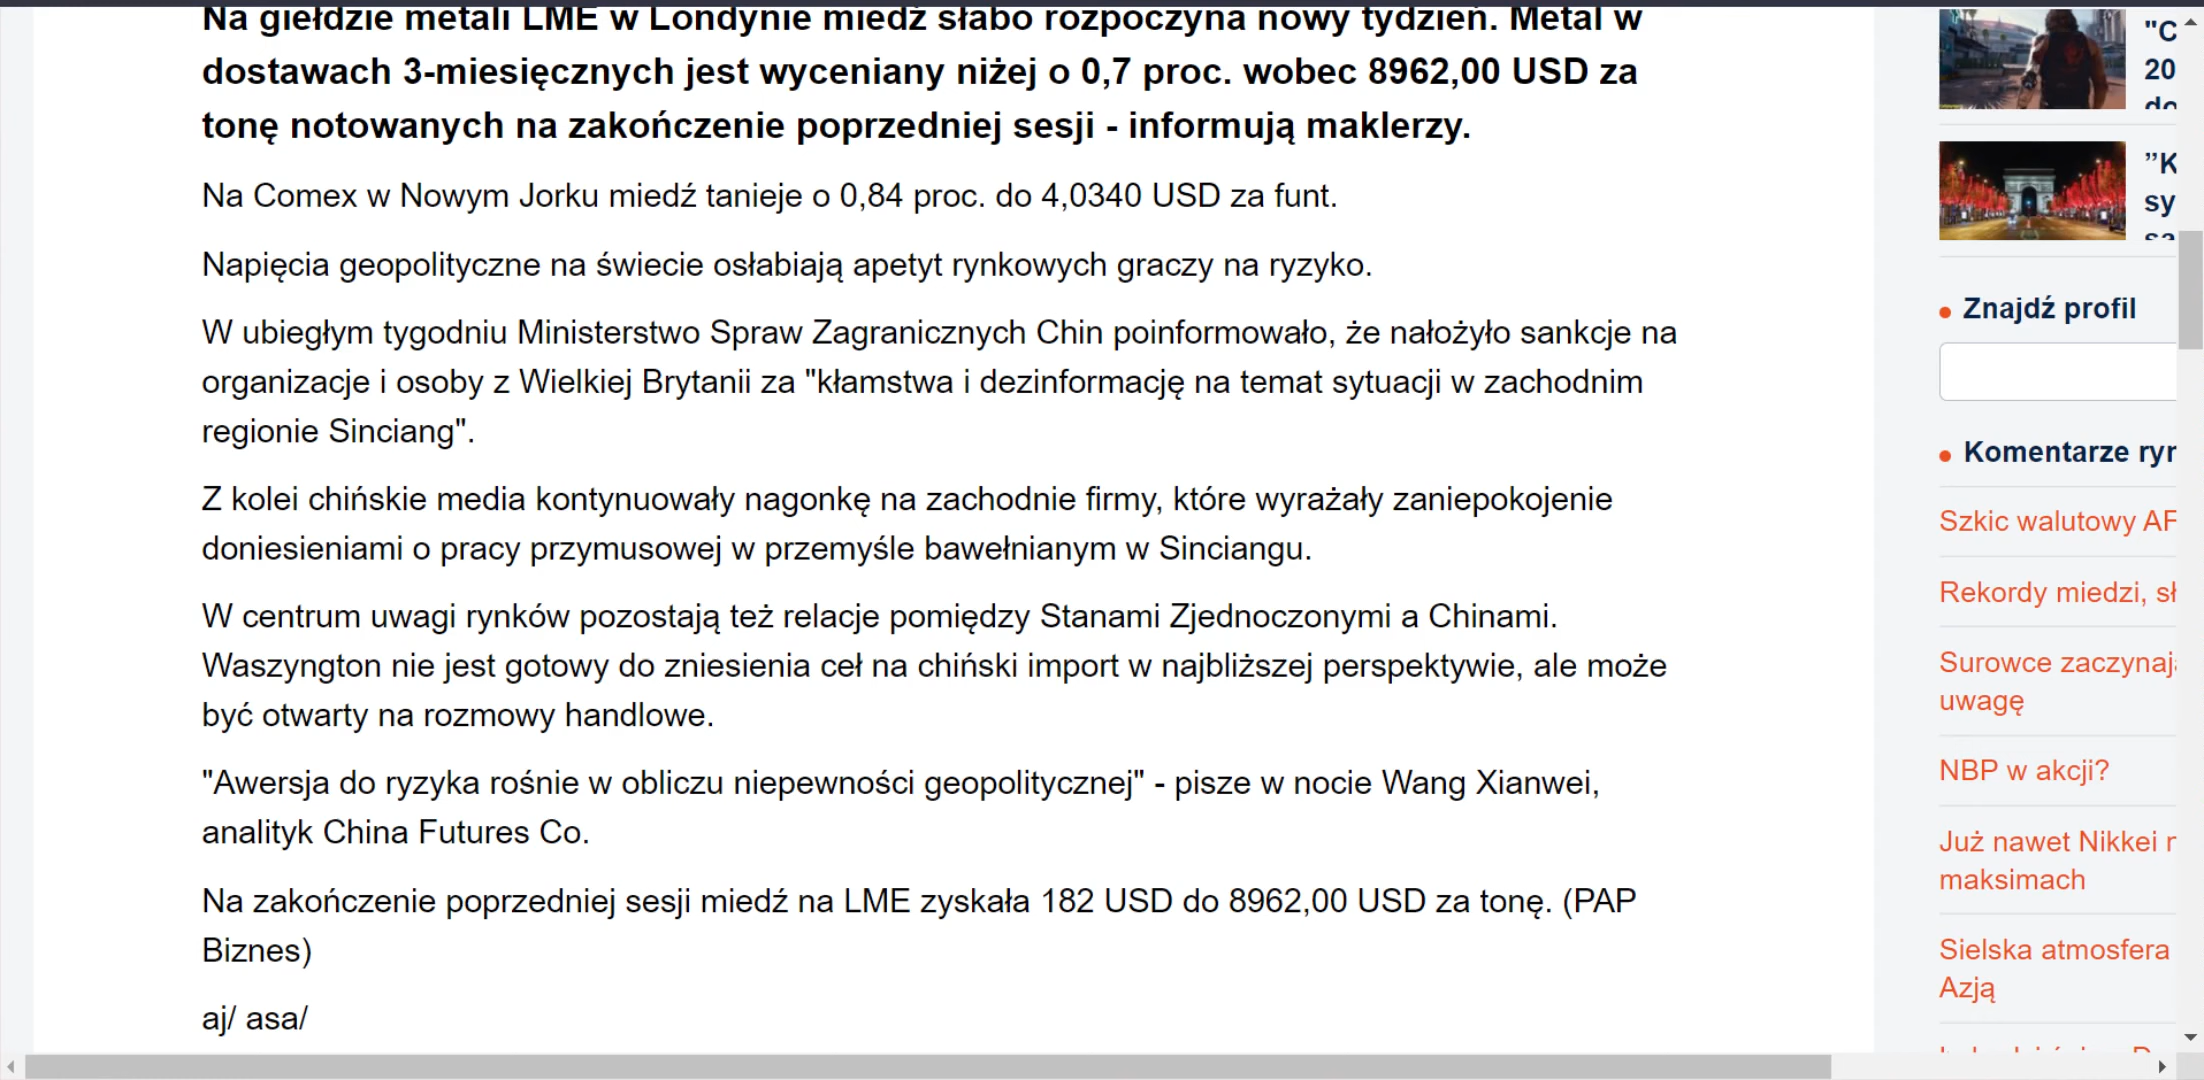 Na giełdzie metali LME w Londynie miedź słabo rozpoczyna nowy tydzień. Metal w
dostawach 3-miesięcznych jest wyceniany niżej o 0,7 proc. wobec 8962,00 USD za
tonę notowanych na zakończenie poprzedniej sesji - informują maklerzy.
Na Comex w Nowym Jorku miedź tanieje o 0,84 proc. do 4,0340 USD za funt.
Napięcia geopolityczne na świecie osłabiają apetyt rynkowych graczy na ryzyko.
W ubiegłym tygodniu Ministerstwo Spraw Zagranicznych Chin poinformowało, że nałożyło sankcje na
organizacje i osoby z Wielkiej Brytanii za "kłamstwa i dezinformację na temat sytuacji w zachodnim
regionie Sinciang".
Z kolei chińskie media kontynuowały nagonkę na zachodnie firmy, które wyrażały zaniepokojenie
doniesieniami o pracy przymusowej w przemyśle bawełnianym w Sinciangu.
W centrum uwagi rynków pozostają też relacje pomiędzy Stanami Zjednoczonymi a Chinami.
Waszyngton nie jest gotowy do zniesienia ceł na chiński import w najbliższej perspektywie, ale może
być otwarty na rozmowy handlowe.
"Awersja do ryzyka rośnie w obliczu niepewności geopolitycznej" - pisze w nocie Wang Xianwei,
analityk China Futures Co.
Na zakończenie poprzedniej sesji miedź na LME zyskała 182 USD do 8962,00 USD za tonę. (PAP
Biznes)
aj/ asa/
"C
20
do
”K
sy
Znajdź profil
Komentarze
Szkic walutowy
Rekordy miedzi,
Surowce
uwagę
NBP w akcji?
Już nawet Nikkei
maksimach
Sielska atmosfera
Azją